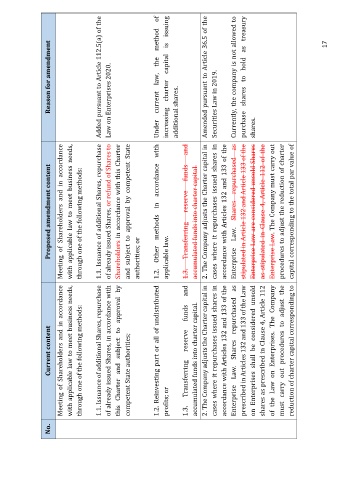 No.
Current content
Proposed amendment content
Reason for amendment
Meeting of Shareholders and in accordance
with applicable law to meet business needs,
through one of the following methods:
1.1. Issuance of additional Shares, repurchase
of already issued Shares, in accordance with
this Charter and subject to approval by
competent State authorities;
1.2. Reinvesting part of all of undistributed
profits; or
1.3. Transferring reserve funds and
accumulated funds into charter capital.
2. The Company adjusts the Charter capital in
cases where it repurchases issued shares in
accordance with Articles 132 and 133 of the
Enterprise Law. Shares repurchased as
prescribed in Articles 132 and 133 of the Law
on Enterprises shall be considered unsold
shares as prescribed in Clause 4, Article 112
of the Law on Enterprises. The Company
must carry out procedures to adjust the
reduction of charter capital corresponding to
Meeting of Shareholders and in accordance
with applicable law to meet business needs,
through one of the following methods:
1.1. Issuance of additional Shares, repurchase
of already issued Shares, or refund of Shares to
Shareholders in accordance with this Charter
and subject to approval by competent State
authorities; or
1.2. Other methods in accordance with
applicable law.
1.3. Transferring reserve funds and
accumulated funds into charter capital.
2. The Company adjusts the Charter capital in
cases where it repurchases issued shares in
accordance with Articles 132 and 133 of the
Enterprise Law. Shares repurchased as
stipulated in Article 132 and Article 133 of the
Enterprise Law are considered unsold Shares
as stipulated in Clause 4, Article 112 of the
Enterprise Law. The Company must carry out
procedures to adjust the reduction of charter
capital corresponding to the total par value of
Added pursuant to Article 112.5(a) of the
Law on Enterprises 2020.
Under current law, the method of
increasing charter capital is issuing
additional shares.
Amended pursuant to Article 36.5 of the
Securities Law in 2019.
Currently, the company is not allowed to
purchase shares to hold as treasury
shares.
17